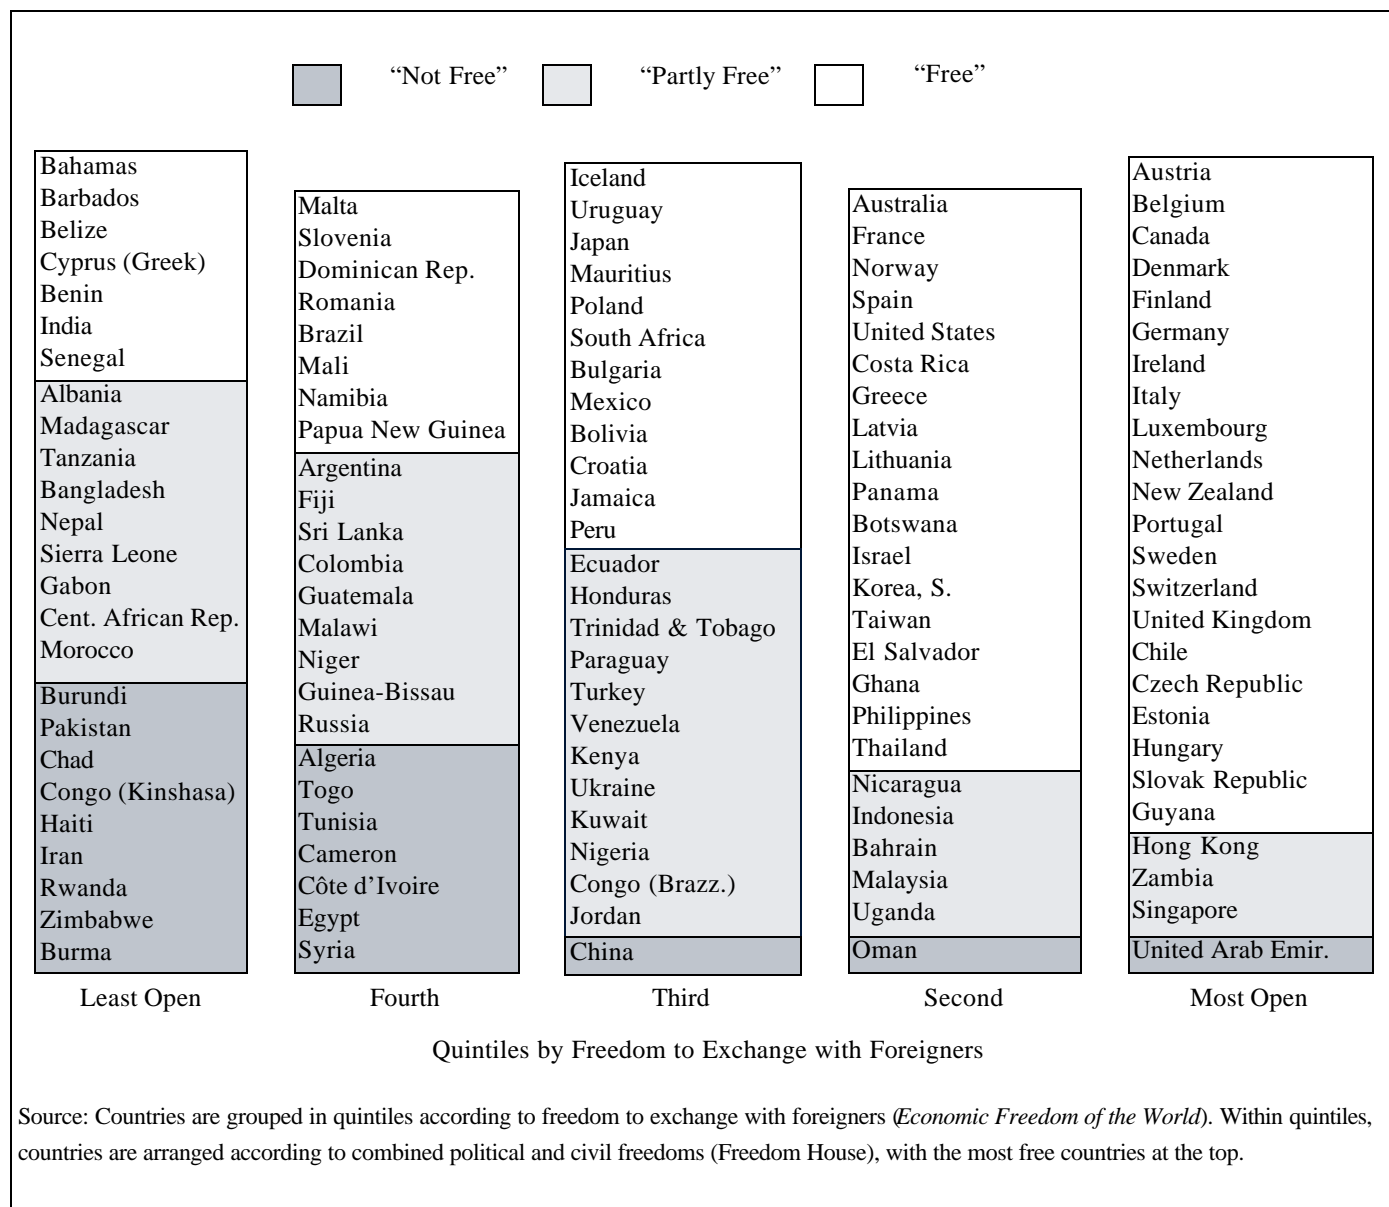 “Not Free”
“Partly Free”
“Free”
Bahamas
Barbados
Belize
Cyprus (Greek)
Benin
India
Senegal
Albania
Madagascar
Tanzania
Bangladesh
Nepal
Sierra Leone
Gabon
Cent. African Rep.
Morocco
Burundi
Pakistan
Chad
Congo (Kinshasa)
Haiti
Iran
Rwanda
Zimbabwe
Burma
Least Open
Malta
Slovenia
Dominican Rep.
Romania
Brazil
Mali
Namibia
Papua New Guinea
Argentina
Fiji
Sri Lanka
Colombia
Guatemala
Malawi
Niger
Guinea-Bissau
Russia
Algeria
Togo
Tunisia
Cameron
Côte d’Ivoire
Egypt
Syria
Fourth
Iceland
Uruguay
Japan
Mauritius
Poland
South Africa
Bulgaria
Mexico
Bolivia
Croatia
Jamaica
Peru
Ecuador
Honduras
Trinidad & Tobago
Paraguay
Turkey
Venezuela
Kenya
Ukraine
Kuwait
Nigeria
Congo (Brazz.)
Jordan
China
Third
Australia
France
Norway
Spain
United States
Costa Rica
Greece
Latvia
Lithuania
Panama
Botswana
Israel
Korea, S.
Taiwan
El Salvador
Ghana
Philippines
Thailand
Nicaragua
Indonesia
Bahrain
Malaysia
Uganda
Oman
Second
Austria
Belgium
Canada
Denmark
Finland
Germany
Ireland
Italy
Luxembourg
Netherlands
New Zealand
Portugal
Sweden
Switzerland
United Kingdom
Chile
Czech Republic
Estonia
Hungary
Slovak Republic
Guyana
Hong Kong
Zambia
Singapore
United Arab Emir.
Most Open
Quintiles by Freedom to Exchange with Foreigners
Source: Countries are grouped in quintiles according to freedom to exchange with foreigners (Economic Freedom of the World). Within quintiles,
countries are arranged according to combined political and civil freedoms (Freedom House), with the most free countries at the top.